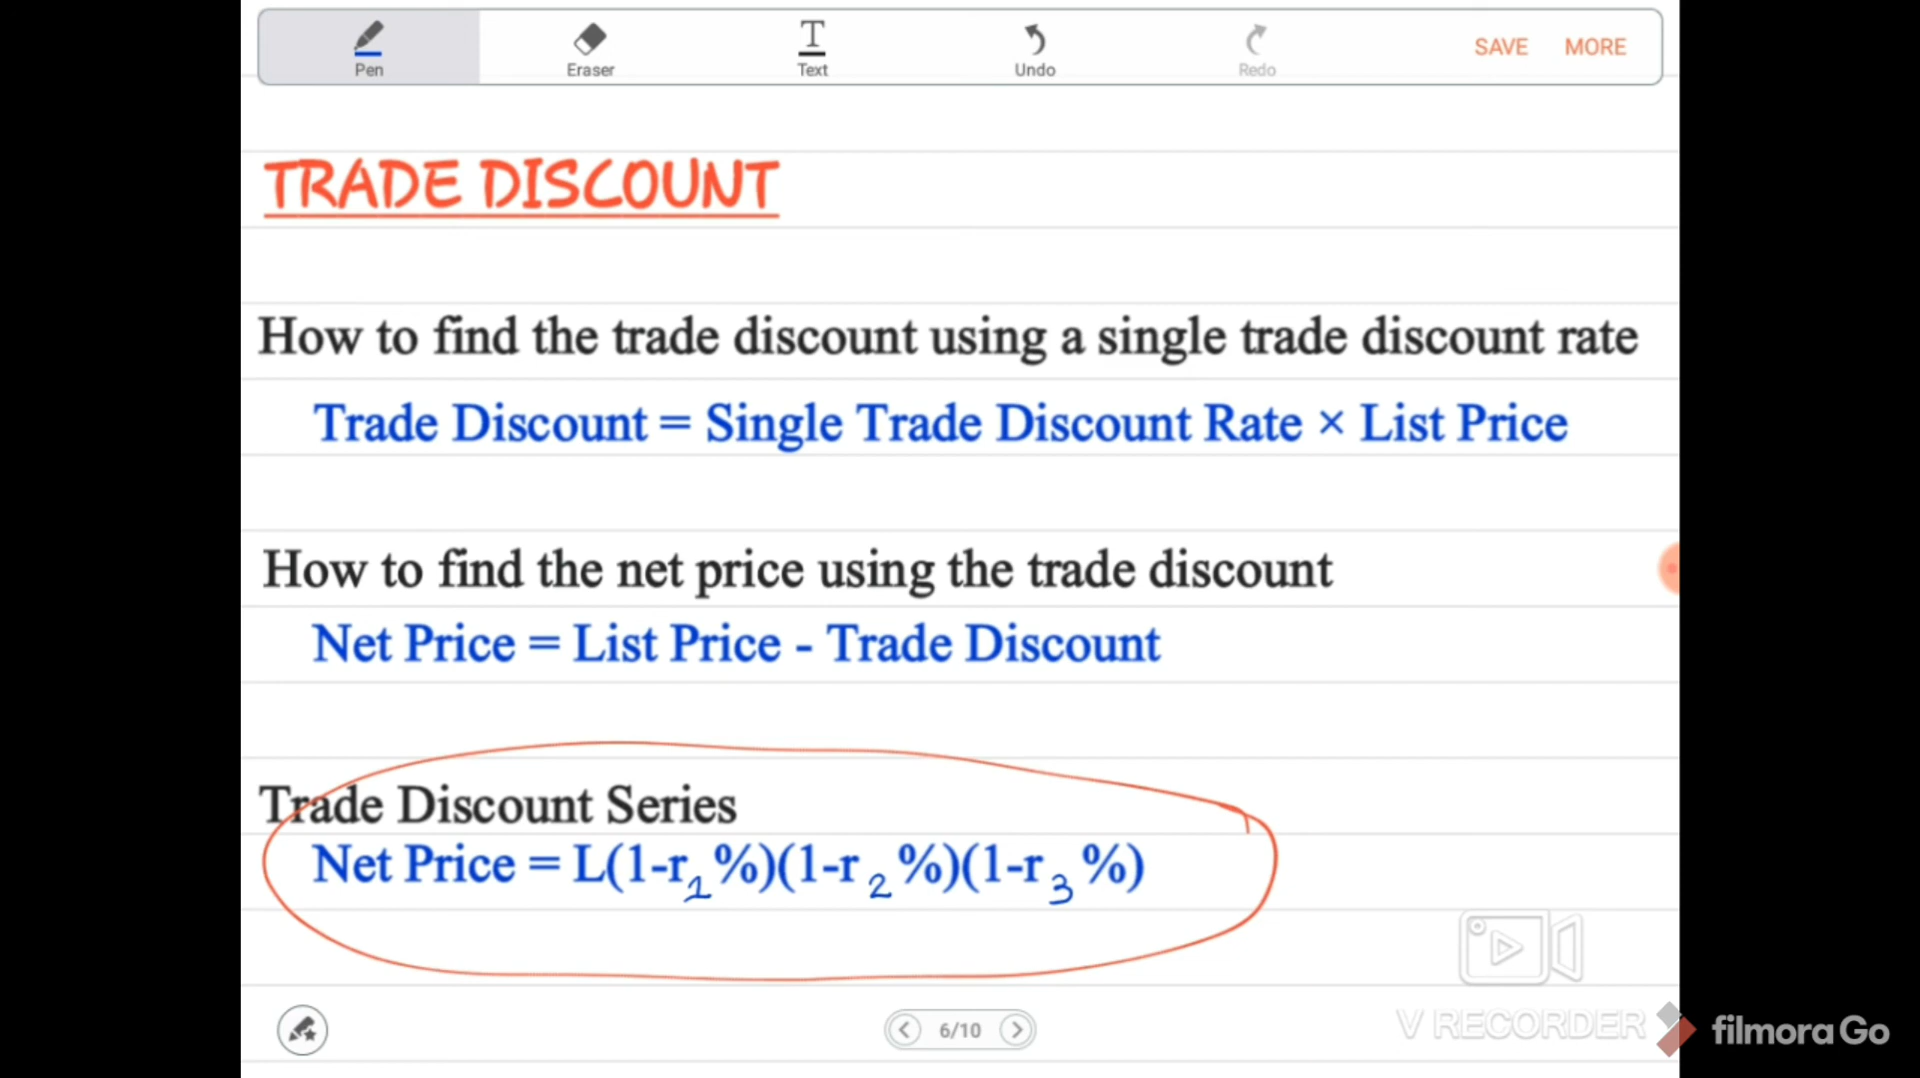 Pen Eraser Text Undo Redo SAVE MORE
TRADE DISCOUNT
How to find the trade discount using a single trade discount rate
Trade Discount = Single Trade Discount Rate × List Price
How to find the net price using the trade discount
Net Price = List Price - Trade Discount
Trade Discount Series
Net Price = L(1-r₁%)(1-r₂%)(1-r₃%)
6/10
V RECORDER
filmora Go